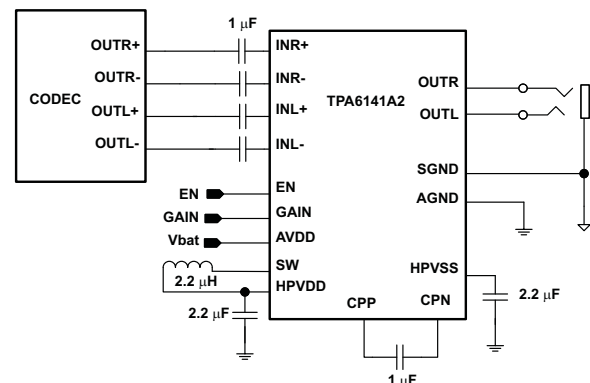 1 μF
OUTR+
INR+
OUTR-
INR-
OUTR
CODEC
TPA6141A2
OUTL+
INL+
OUTL
OUTL-
INL-
SGND
EN
EN
AGND
GAIN
GAIN
Vbat
AVDD
SW
HPVSS
2.2 μH
HPVDD
2.2 μF
2.2 μF
CPP
CPN
1 μF